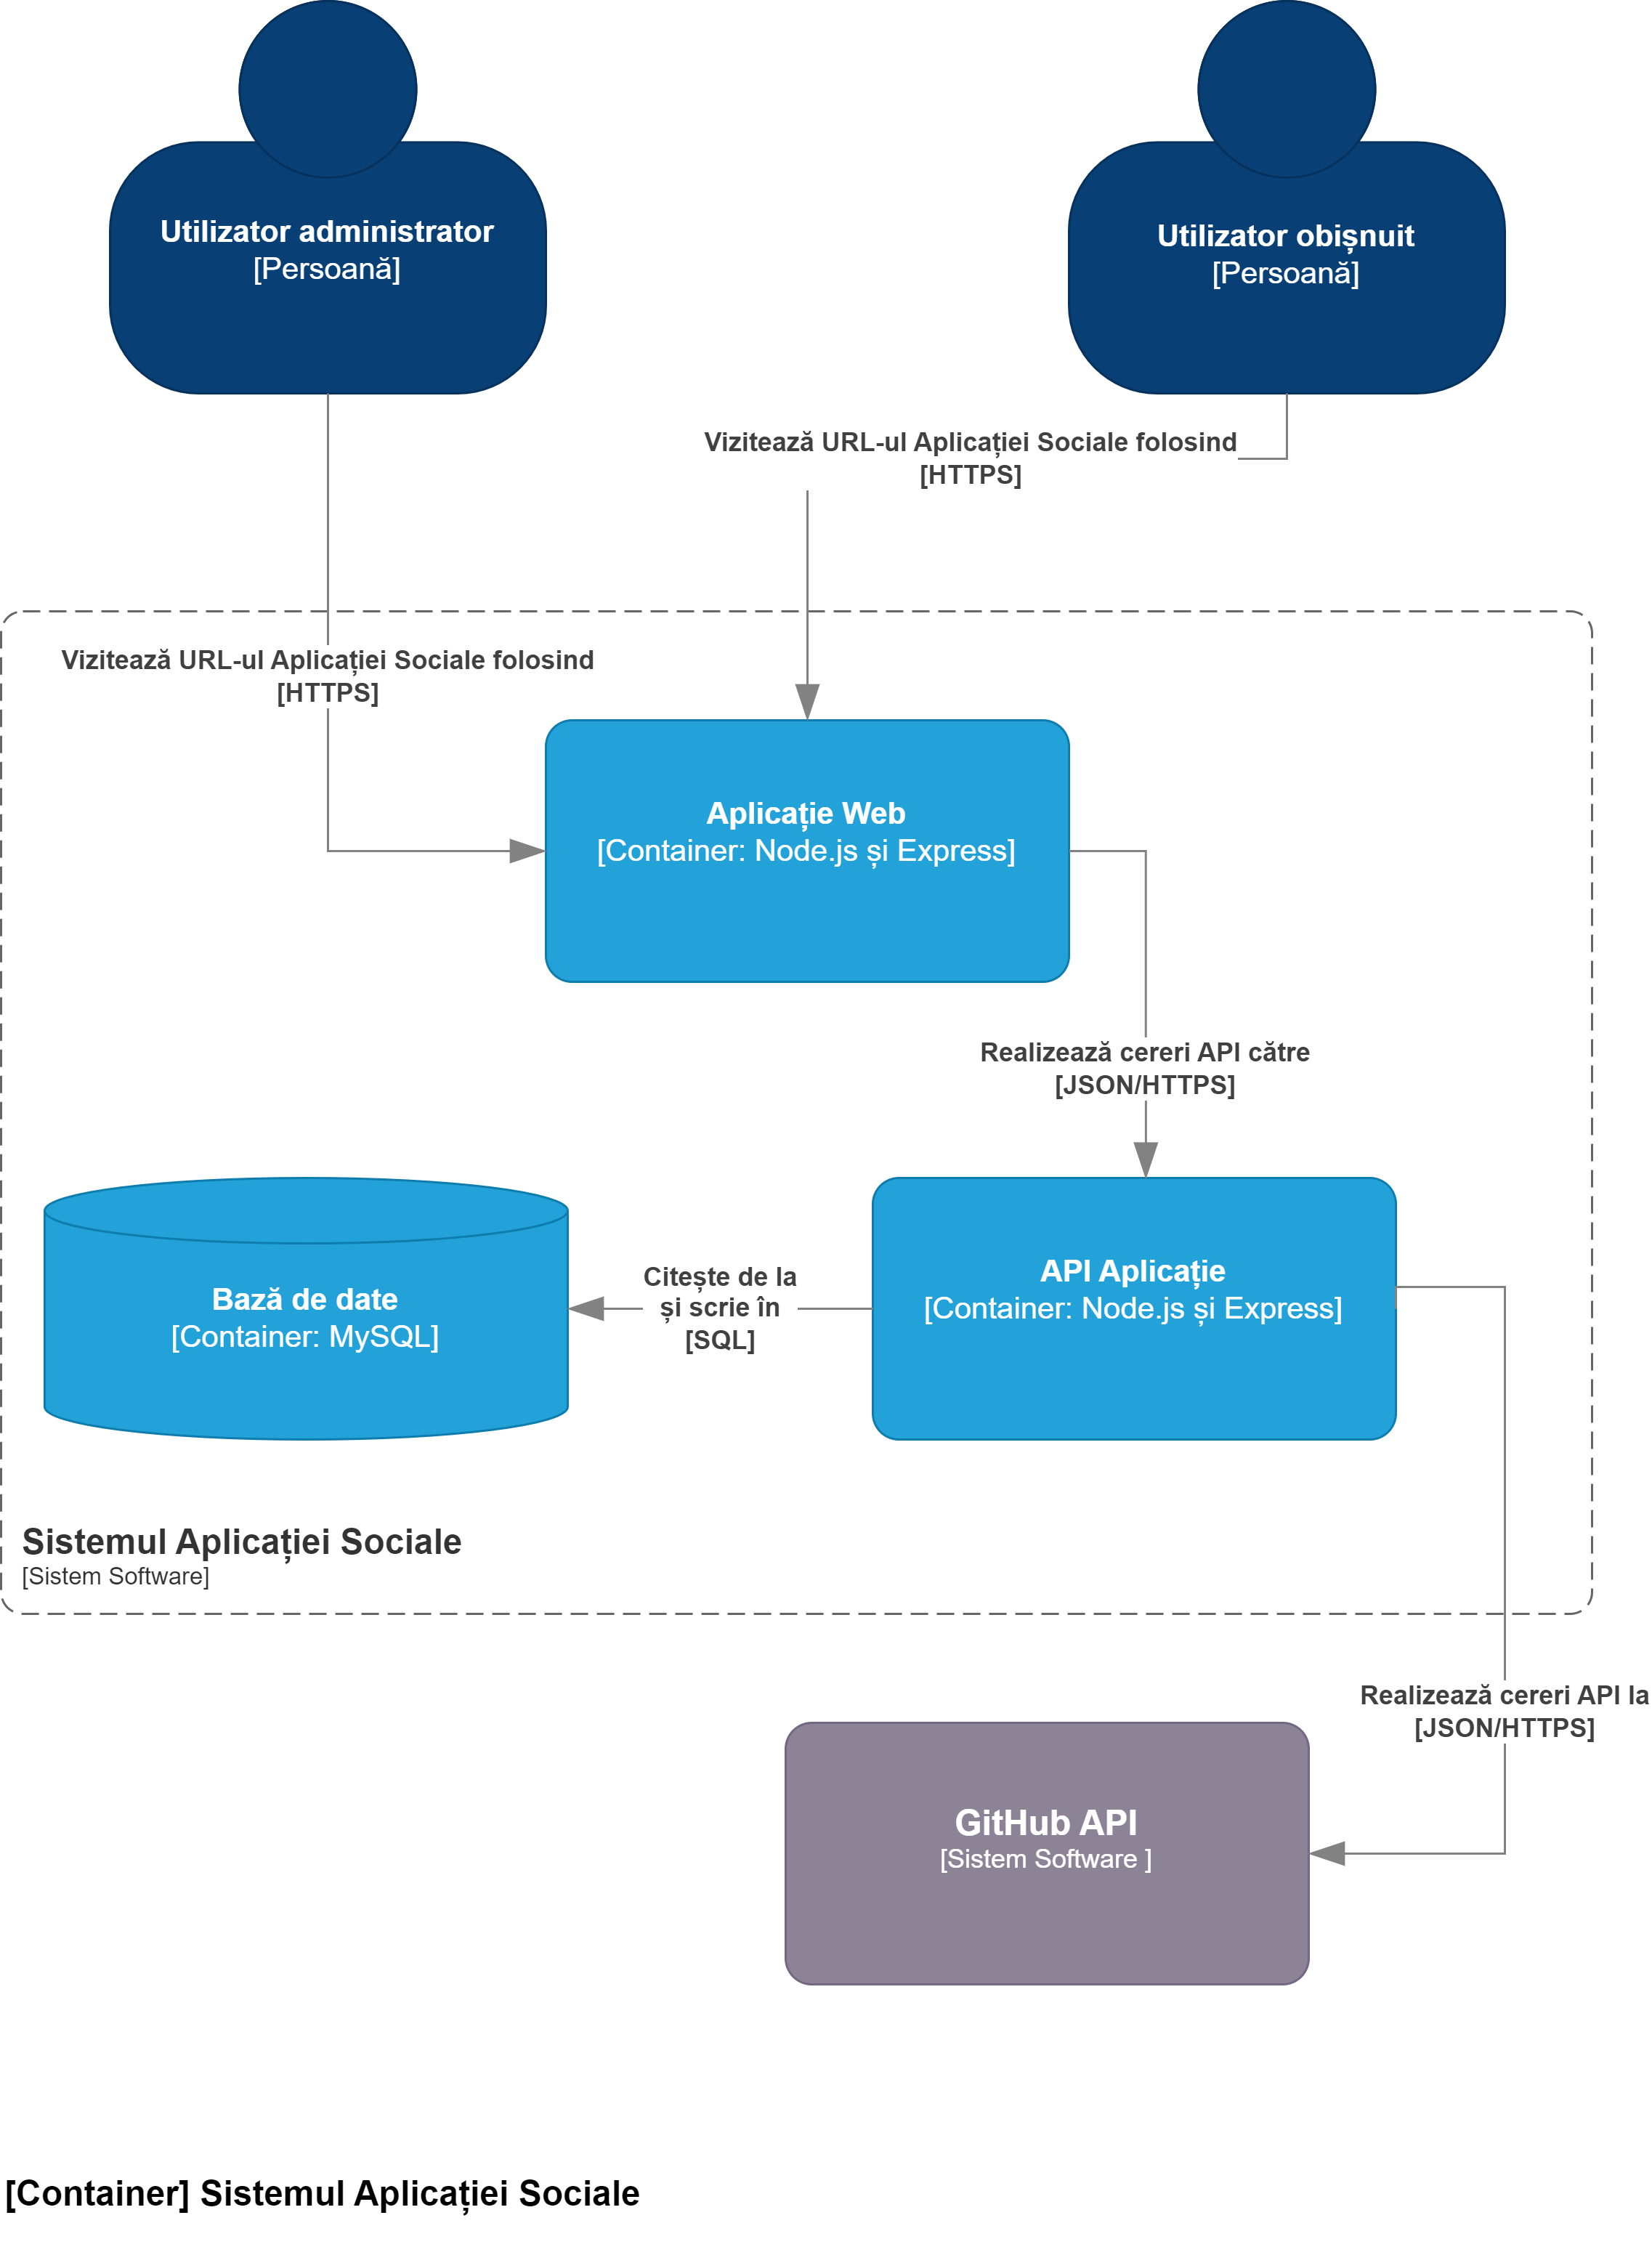 Utilizator administrator
[Persoană]
Utilizator obișnuit
[Persoană]
Vizitează URL-ul Aplicației Sociale folosind
[HTTPS]
Vizitează URL-ul Aplicației Sociale folosind
[HTTPS]
Aplicație Web
[Container: Node.js și Express]
Realizează cereri API către
[JSON/HTTPS]
Bază de date
[Container: MySQL]
Citește de la
și scrie în
[SQL]
API Aplicație
[Container: Node.js și Express]
Sistemul Aplicației Sociale
[Sistem Software]
Realizează cereri API la
[JSON/HTTPS]
GitHub API
[Sistem Software ]
[Container] Sistemul Aplicației Sociale